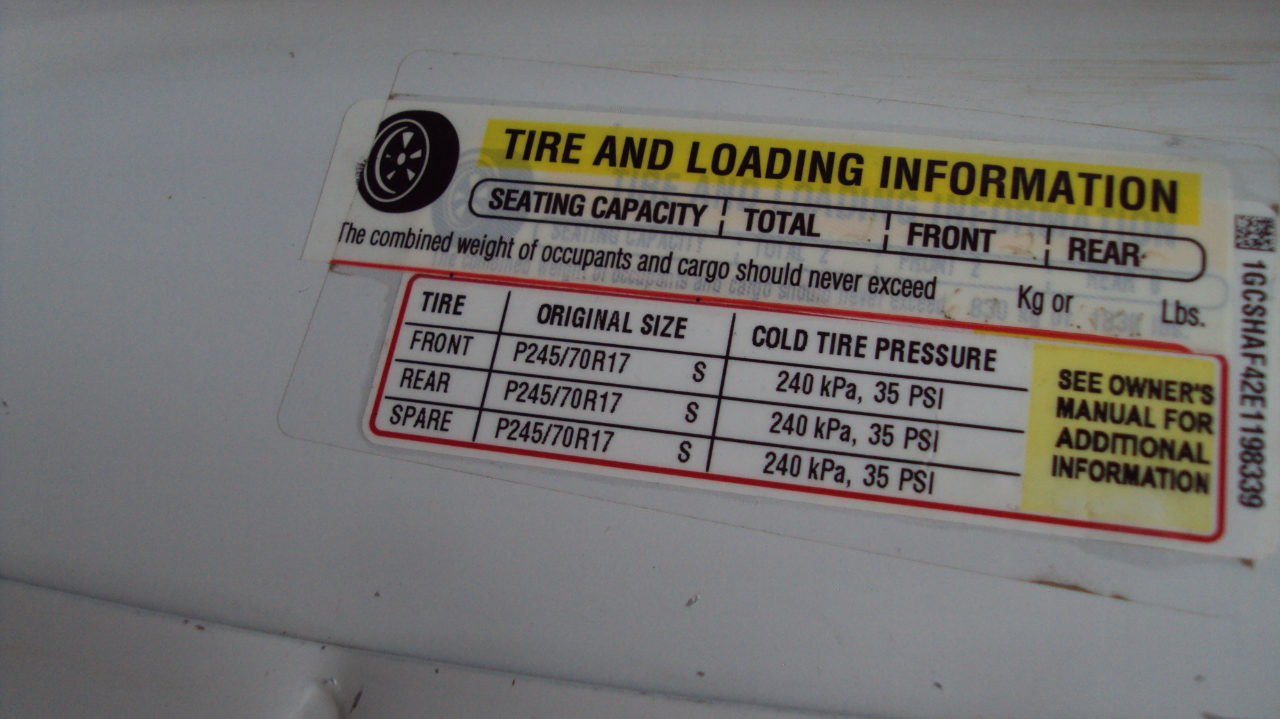 TIRE AND LOADING INFORMATION
SEATING CAPACITY TOTAL FRONT REAR
The combined weight of occupants and cargo should never exceed Kg or Lbs.
TIRE ORIGINAL SIZE COLD TIRE PRESSURE
FRONT P245/70R17 S 240 kPa, 35 PSI
REAR P245/70R17 S 240 kPa, 35 PSI
SPARE P245/70R17 S 240 kPa, 35 PSI
SEE OWNER'S
MANUAL FOR
ADDITIONAL
INFORMATION
1GCSHAF42E1198339